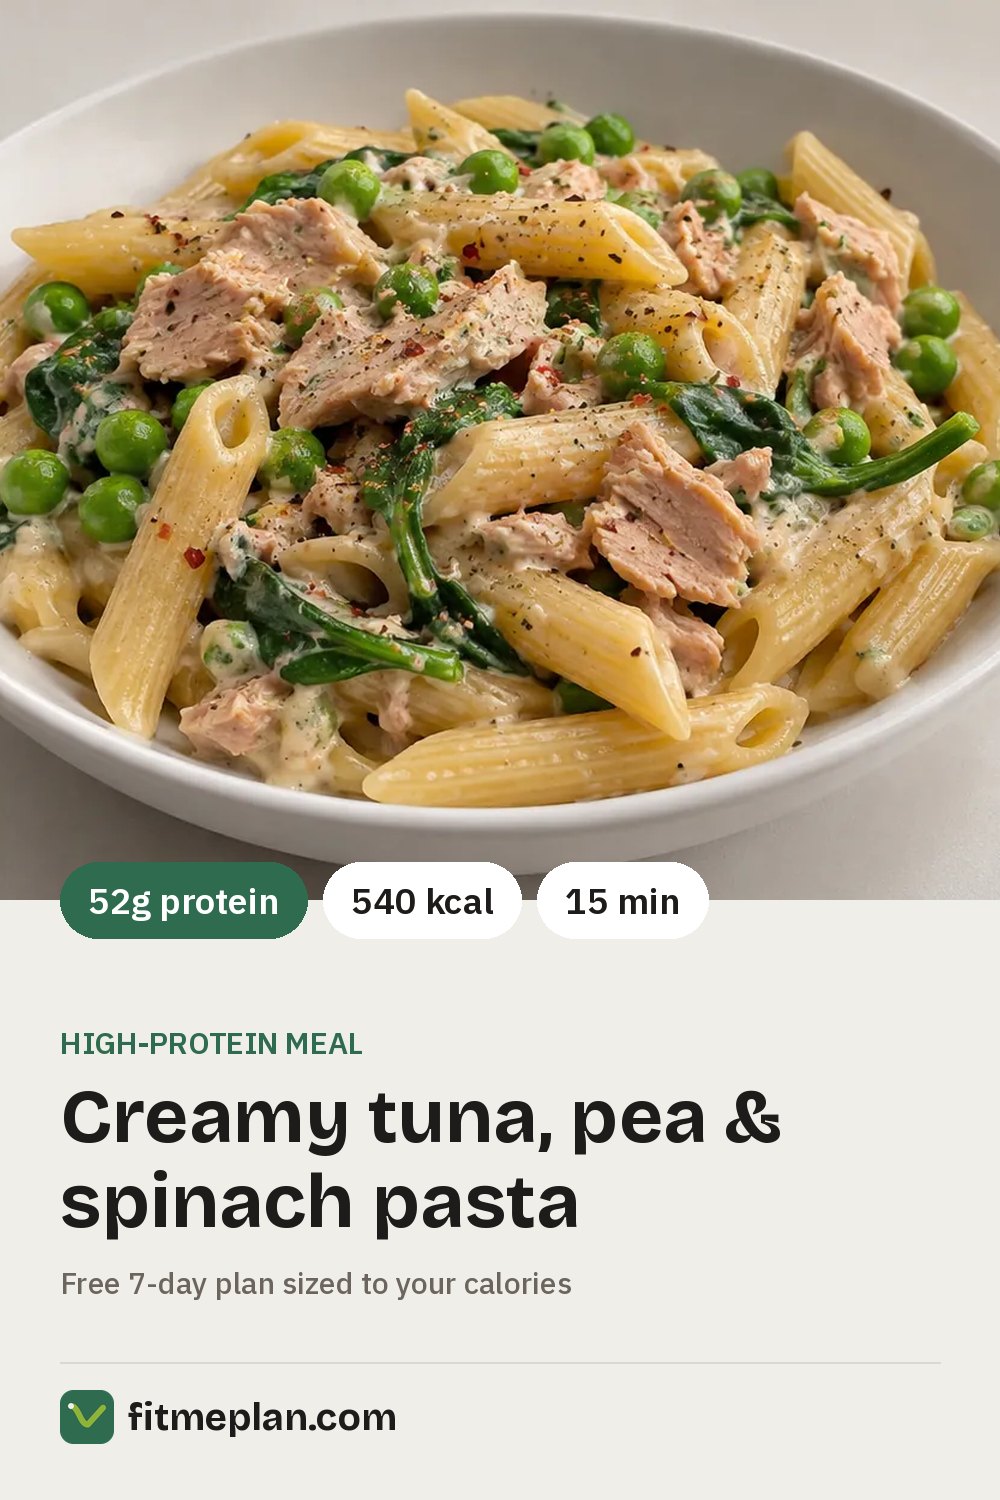 52g protein
540 kcal
15 min
HIGH-PROTEIN MEAL
Creamy tuna, pea &
spinach pasta
Free 7-day plan sized to your calories
fitmeplan.com